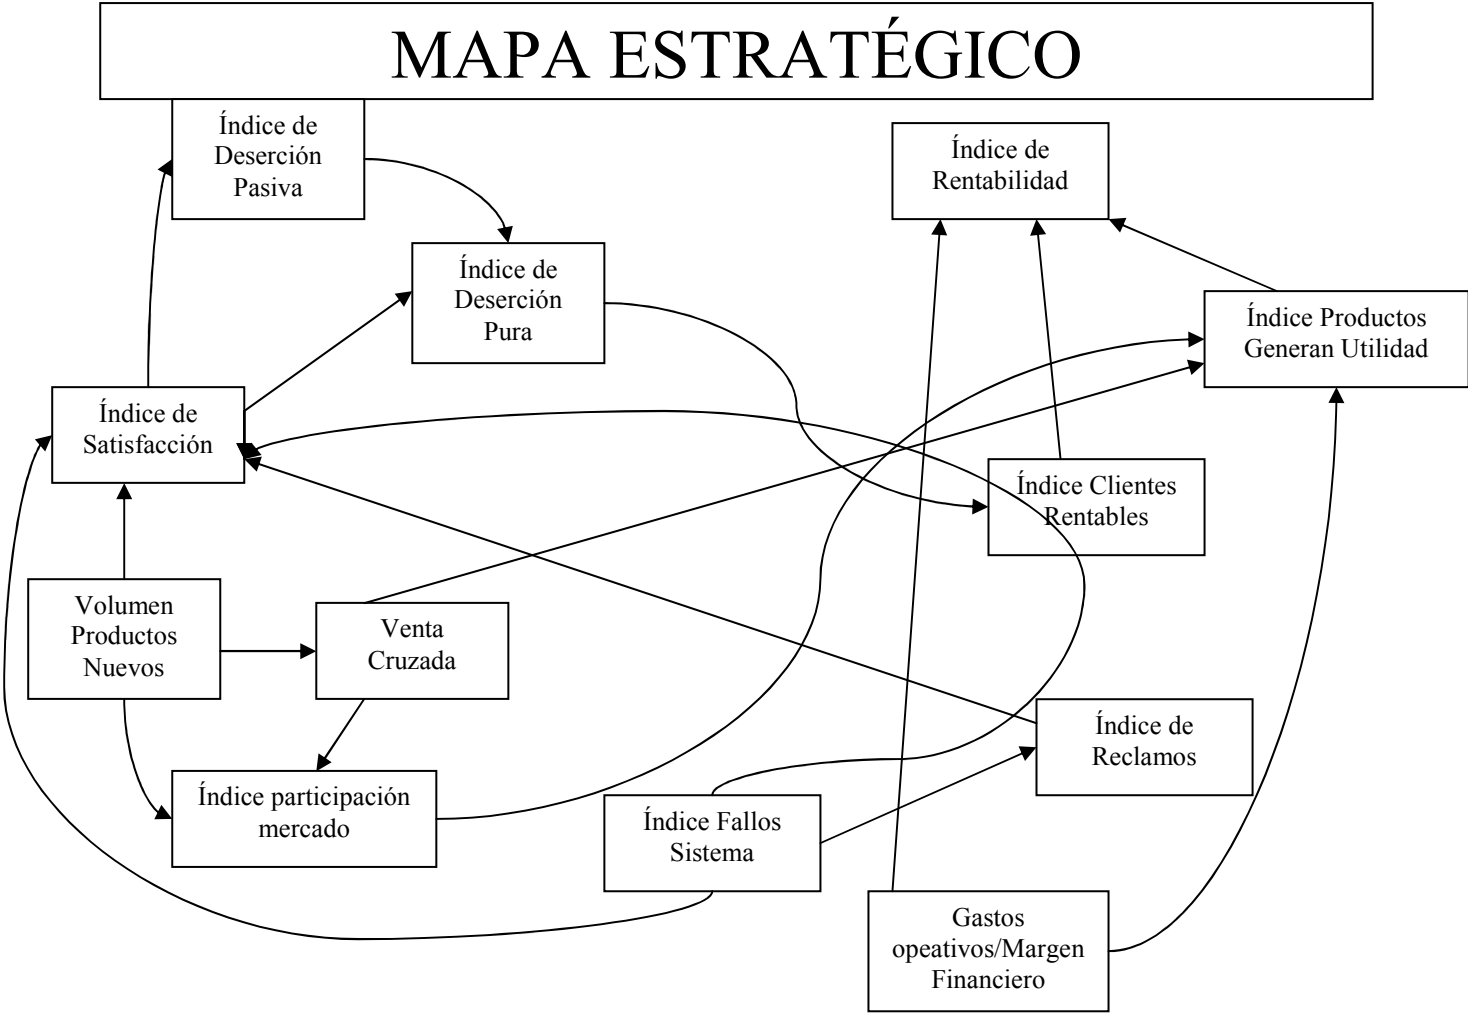 MAPA ESTRATÉGICO
Índice de
Deserción
Pasiva
Índice de
Rentabilidad
Índice de
Deserción
Pura
Índice Productos
Generan Utilidad
Índice de
Satisfacción
Índice Clientes
Rentables
Volumen
Productos
Nuevos
Venta
Cruzada
Índice de
Reclamos
Índice participación
mercado
Índice Fallos
Sistema
Gastos
opeativos/Margen
Financiero